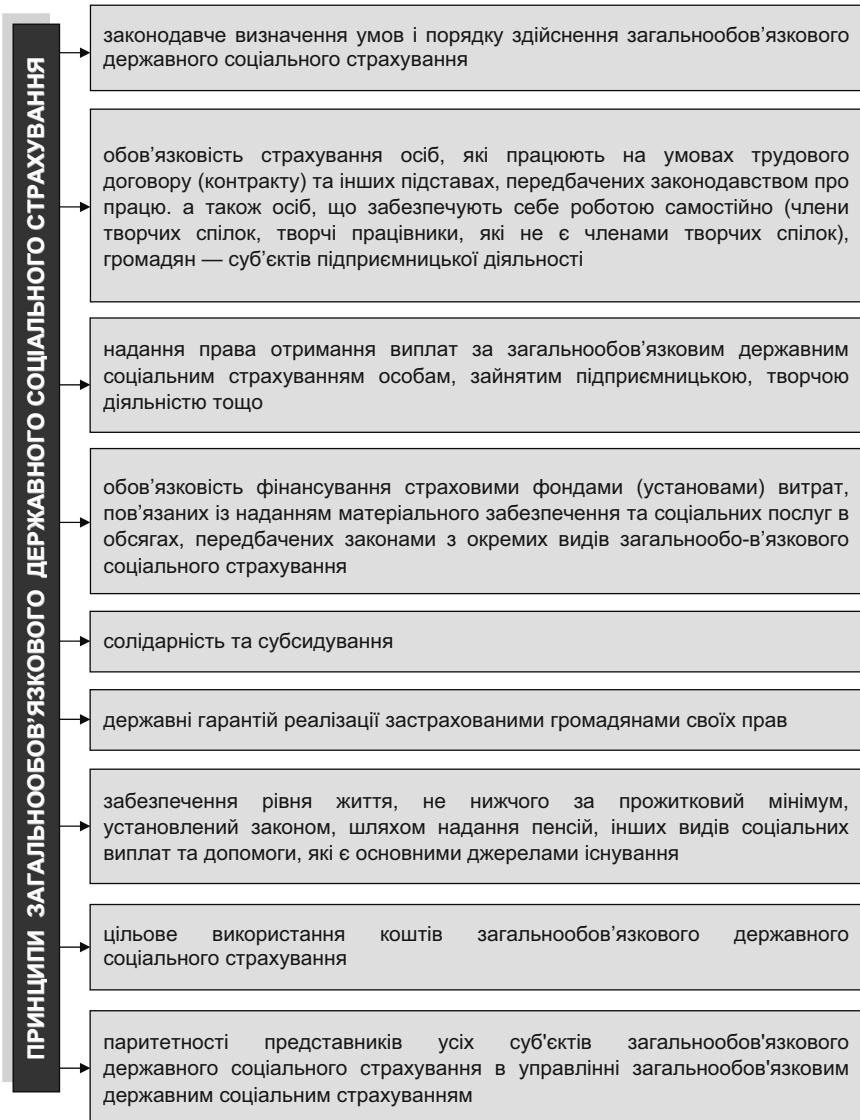 ПРИНЦИПИ ЗАГАЛЬНООБОВ’ЯЗКОВОГО ДЕРЖАВНОГО СОЦІАЛЬНОГО СТРАХУВАННЯ
законодавче визначення умов і порядку здійснення загальнообов’язкового
державного соціального страхування
обов’язковість страхування осіб, які працюють на умовах трудового
договору (контракту) та інших підставах, передбачених законодавством про
працю. а також осіб, що забезпечують себе роботою самостійно (члени
творчих спілок, творчі працівники, які не є членами творчих спілок),
громадян — суб’єктів підприємницької діяльності
надання права отримання виплат за загальнообов’язковим державним
соціальним страхуванням особам, зайнятим підприємницькою, творчою
діяльністю тощо
обов’язковість фінансування страховими фондами (установами) витрат,
пов’язаних із наданням матеріального забезпечення та соціальних послуг в
обсягах, передбачених законами з окремих видів загальнообо-в’язкового
соціального страхування
солідарність та субсидування
державні гарантій реалізації застрахованими громадянами своїх прав
забезпечення рівня життя, не нижчого за прожитковий мінімум,
установлений законом, шляхом надання пенсій, інших видів соціальних
виплат та допомоги, які є основними джерелами існування
цільове використання коштів загальнообов’язкового державного
соціального страхування
паритетності представників усіх суб'єктів загальнообов'язкового
державного соціального страхування в управлінні загальнообов'язковим
державним соціальним страхуванням